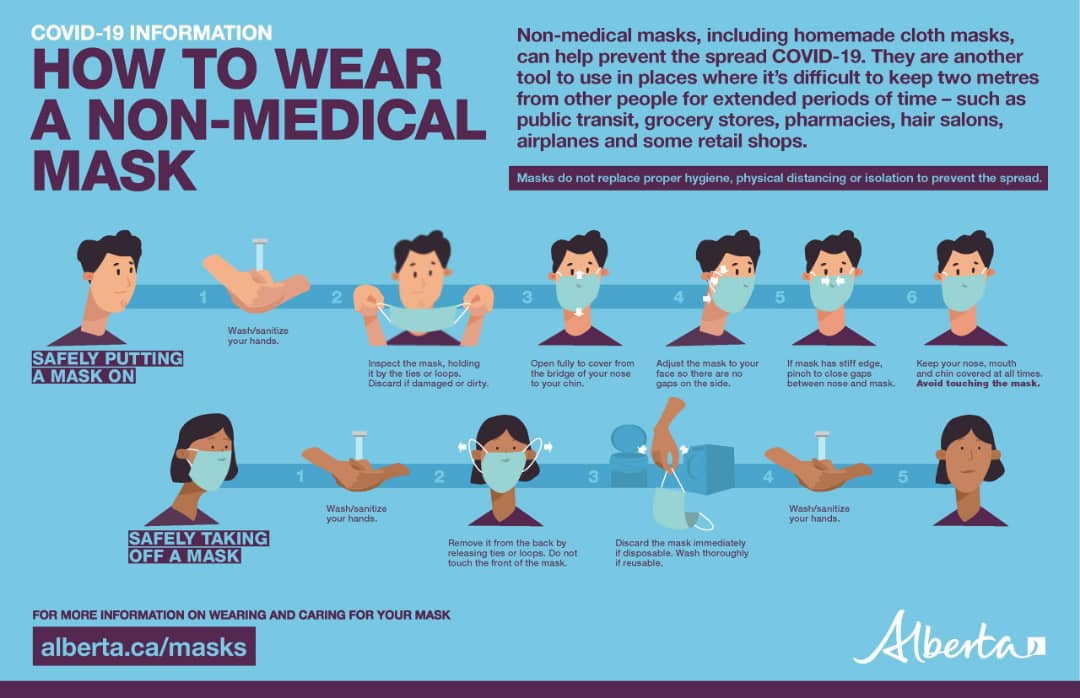 COVID-19 INFORMATION
HOW TO WEAR
A NON-MEDICAL
MASK
Non-medical masks, including homemade cloth masks,
can help prevent the spread COVID-19. They are another
tool to use in places where it's difficult to keep two metres
from other people for extended periods of time – such as
public transit, grocery stores, pharmacies, hair salons,
airplanes and some retail shops.
Masks do not replace proper hygiene, physical distancing or isolation to prevent the spread.
SAFELY PUTTING
A MASK ON
1
Wash/sanitize
your hands.
2
Inspect the mask, holding
it by the ties or loops.
Discard if damaged or dirty.
3
Open fully to cover from
the bridge of your nose
to your chin.
4
Adjust the mask to your
face so there are no
gaps on the side.
5
If mask has stiff edge,
pinch to close gaps
between nose and mask.
6
Keep your nose, mouth
and chin covered at all times.
Avoid touching the mask.
SAFELY TAKING
OFF A MASK
1
Wash/sanitize
your hands.
2
Remove it from the back by
releasing ties or loops. Do not
touch the front of the mask.
3
Discard the mask immediately
if disposable. Wash thoroughly
if reusable.
4
Wash/sanitize
your hands.
5
FOR MORE INFORMATION ON WEARING AND CARING FOR YOUR MASK
alberta.ca/masks
Alberta